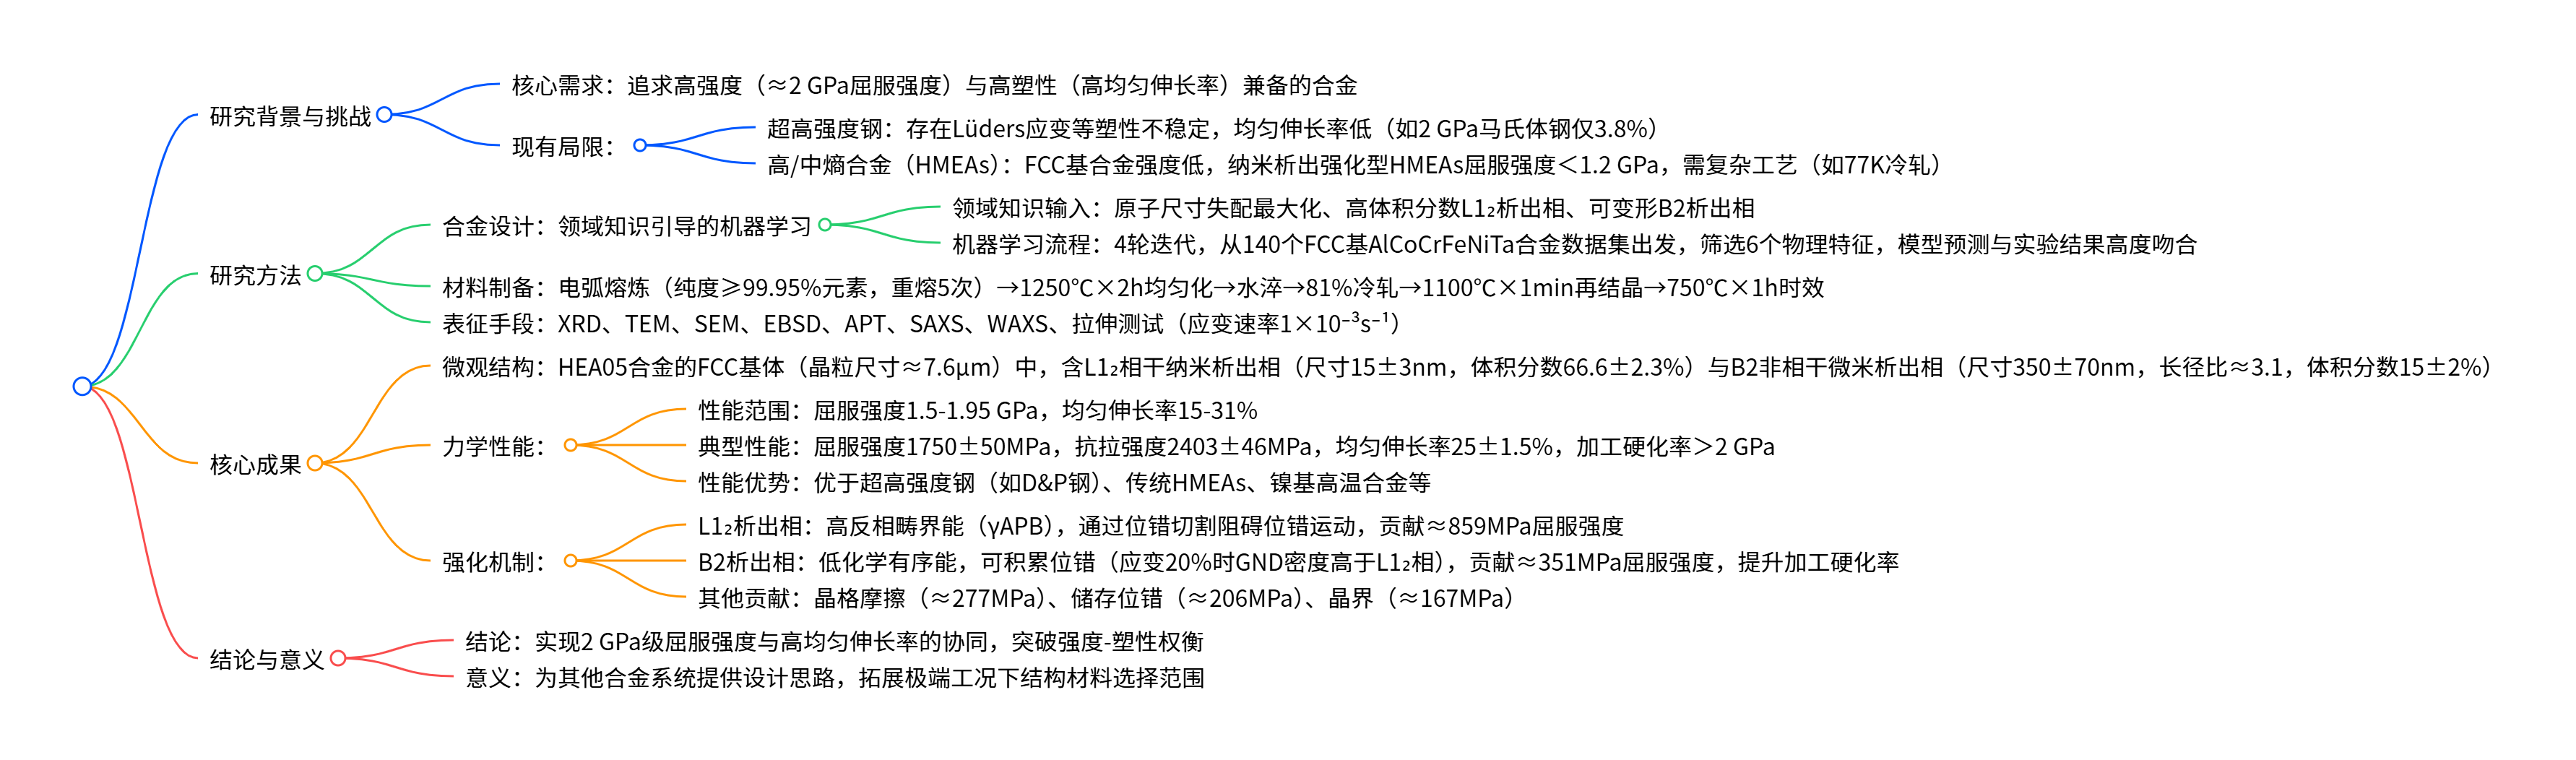 研究背景与挑战
核心需求：追求高强度（≈2 GPa屈服强度）与高塑性（高均匀伸长率）兼备的合金
现有局限：
超高强度钢：存在Lüders应变等塑性不稳定，均匀伸长率低（如2 GPa马氏体钢仅3.8%）
高/中熵合金（HMEAs）：FCC基合金强度低，纳米析出强化型HMEAs屈服强度＜1.2 GPa，需复杂工艺（如77K冷轧）
研究方法
合金设计：领域知识引导的机器学习
领域知识输入：原子尺寸失配最大化、高体积分数L1₂析出相、可变形B2析出相
机器学习流程：4轮迭代，从140个FCC基AlCoCrFeNiTa合金数据集出发，筛选6个物理特征，模型预测与实验结果高度吻合
材料制备：电弧熔炼（纯度≥99.95%元素，重熔5次）→1250℃×2h均匀化→水淬→81%冷轧→1100℃×1min再结晶→750℃×1h时效
表征手段：XRD、TEM、SEM、EBSD、APT、SAXS、WAXS、拉伸测试（应变速率1×10⁻³s⁻¹）
核心成果
微观结构：HEA05合金的FCC基体（晶粒尺寸≈7.6μm）中，含L1₂相干纳米析出相（尺寸15±3nm，体积分数66.6±2.3%）与B2非相干微米析出相（尺寸350±70nm，长径比≈3.1，体积分数15±2%）
力学性能：
性能范围：屈服强度1.5-1.95 GPa，均匀伸长率15-31%
典型性能：屈服强度1750±50MPa，抗拉强度2403±46MPa，均匀伸长率25±1.5%，加工硬化率＞2 GPa
性能优势：优于超高强度钢（如D&P钢）、传统HMEAs、镍基高温合金等
强化机制：
L1₂析出相：高反相畴界能（γAPB），通过位错切割阻碍位错运动，贡献≈859MPa屈服强度
B2析出相：低化学有序能，可积累位错（应变20%时GND密度高于L1₂相），贡献≈351MPa屈服强度，提升加工硬化率
其他贡献：晶格摩擦（≈277MPa）、储存位错（≈206MPa）、晶界（≈167MPa）
结论与意义
结论：实现2 GPa级屈服强度与高均匀伸长率的协同，突破强度-塑性权衡
意义：为其他合金系统提供设计思路，拓展极端工况下结构材料选择范围